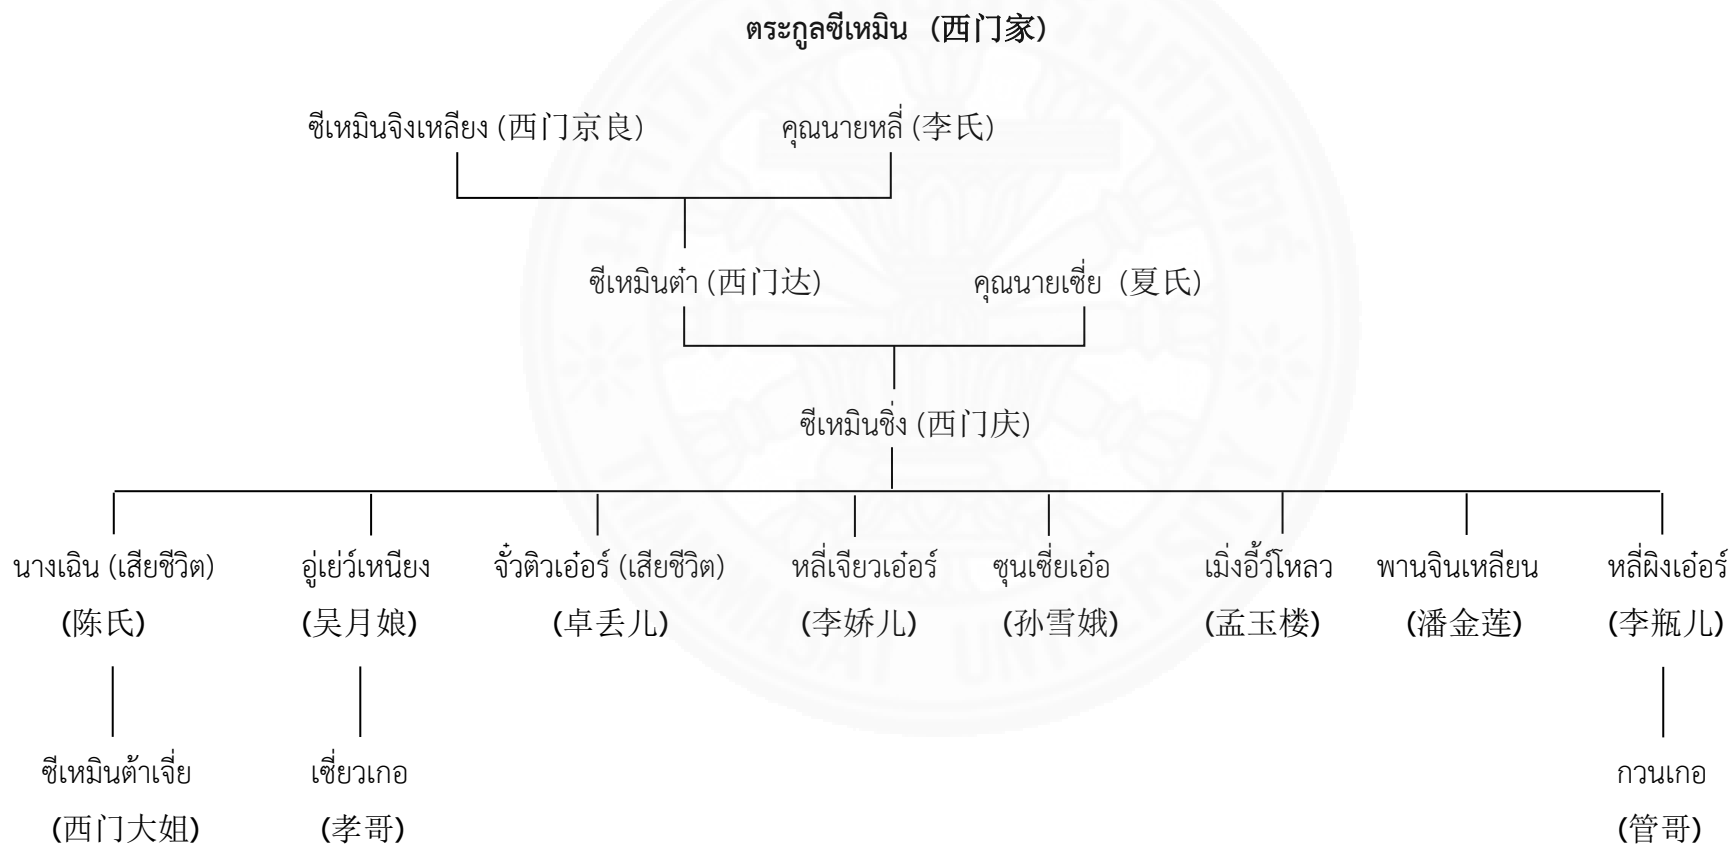 ตระกูลซีเหมิน (西门家)
ซีเหมินจิงเหลียง (西门京良) คุณนายหลี่ (李氏)
ซีเหมินต๋า (西门达) คุณนายเซี่ย (夏氏)
ซีเหมินชิ่ง (西门庆)
นางเฉิน (เสียชีวิต) อู่เย่ว์เหนียง จั๋วติวเอ๋อร์ (เสียชีวิต) หลี่เจียวเอ๋อร์ ซุนเซี่ยเอ๋อ เมิ่งอี้ว์โหลว พานจินเหลียน หลี่ผิงเอ๋อร์
(陈氏) (吴月娘) (卓丢儿) (李娇儿) (孙雪娥) (孟玉楼) (潘金莲) (李瓶儿)
ซีเหมินต้าเจี่ย เซี่ยวเกอ กวนเกอ
(西门大姐) (孝哥) (管哥)
THAMMASAT UNIVERSITY